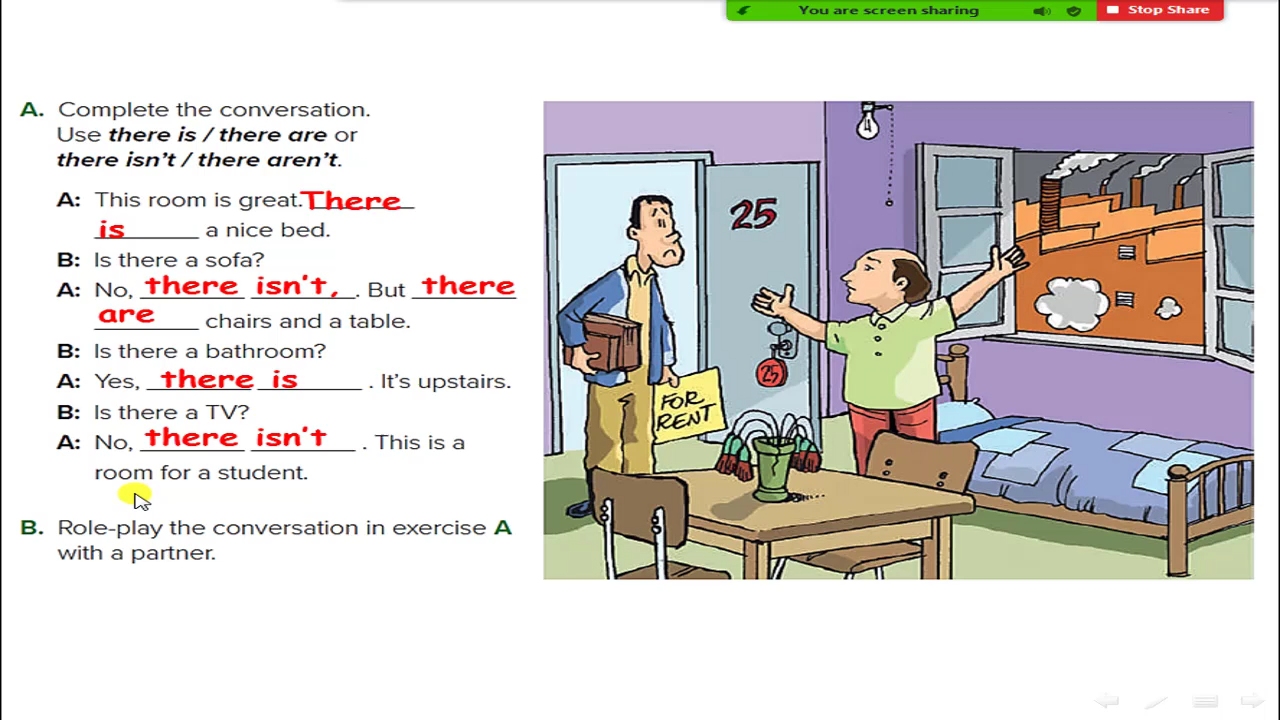 You are screen sharing
Stop Share
A. Complete the conversation.
Use there is / there are or
there isn't / there aren't.
A: This room is great. There
is a nice bed.
B: Is there a sofa?
A: No, there isn't, . But there
are chairs and a table.
B: Is there a bathroom?
A: Yes, there is . It's upstairs.
B: Is there a TV?
A: No, there isn't . This is a
room for a student.
B. Role-play the conversation in exercise A
with a partner.
25
25
FOR
RENT